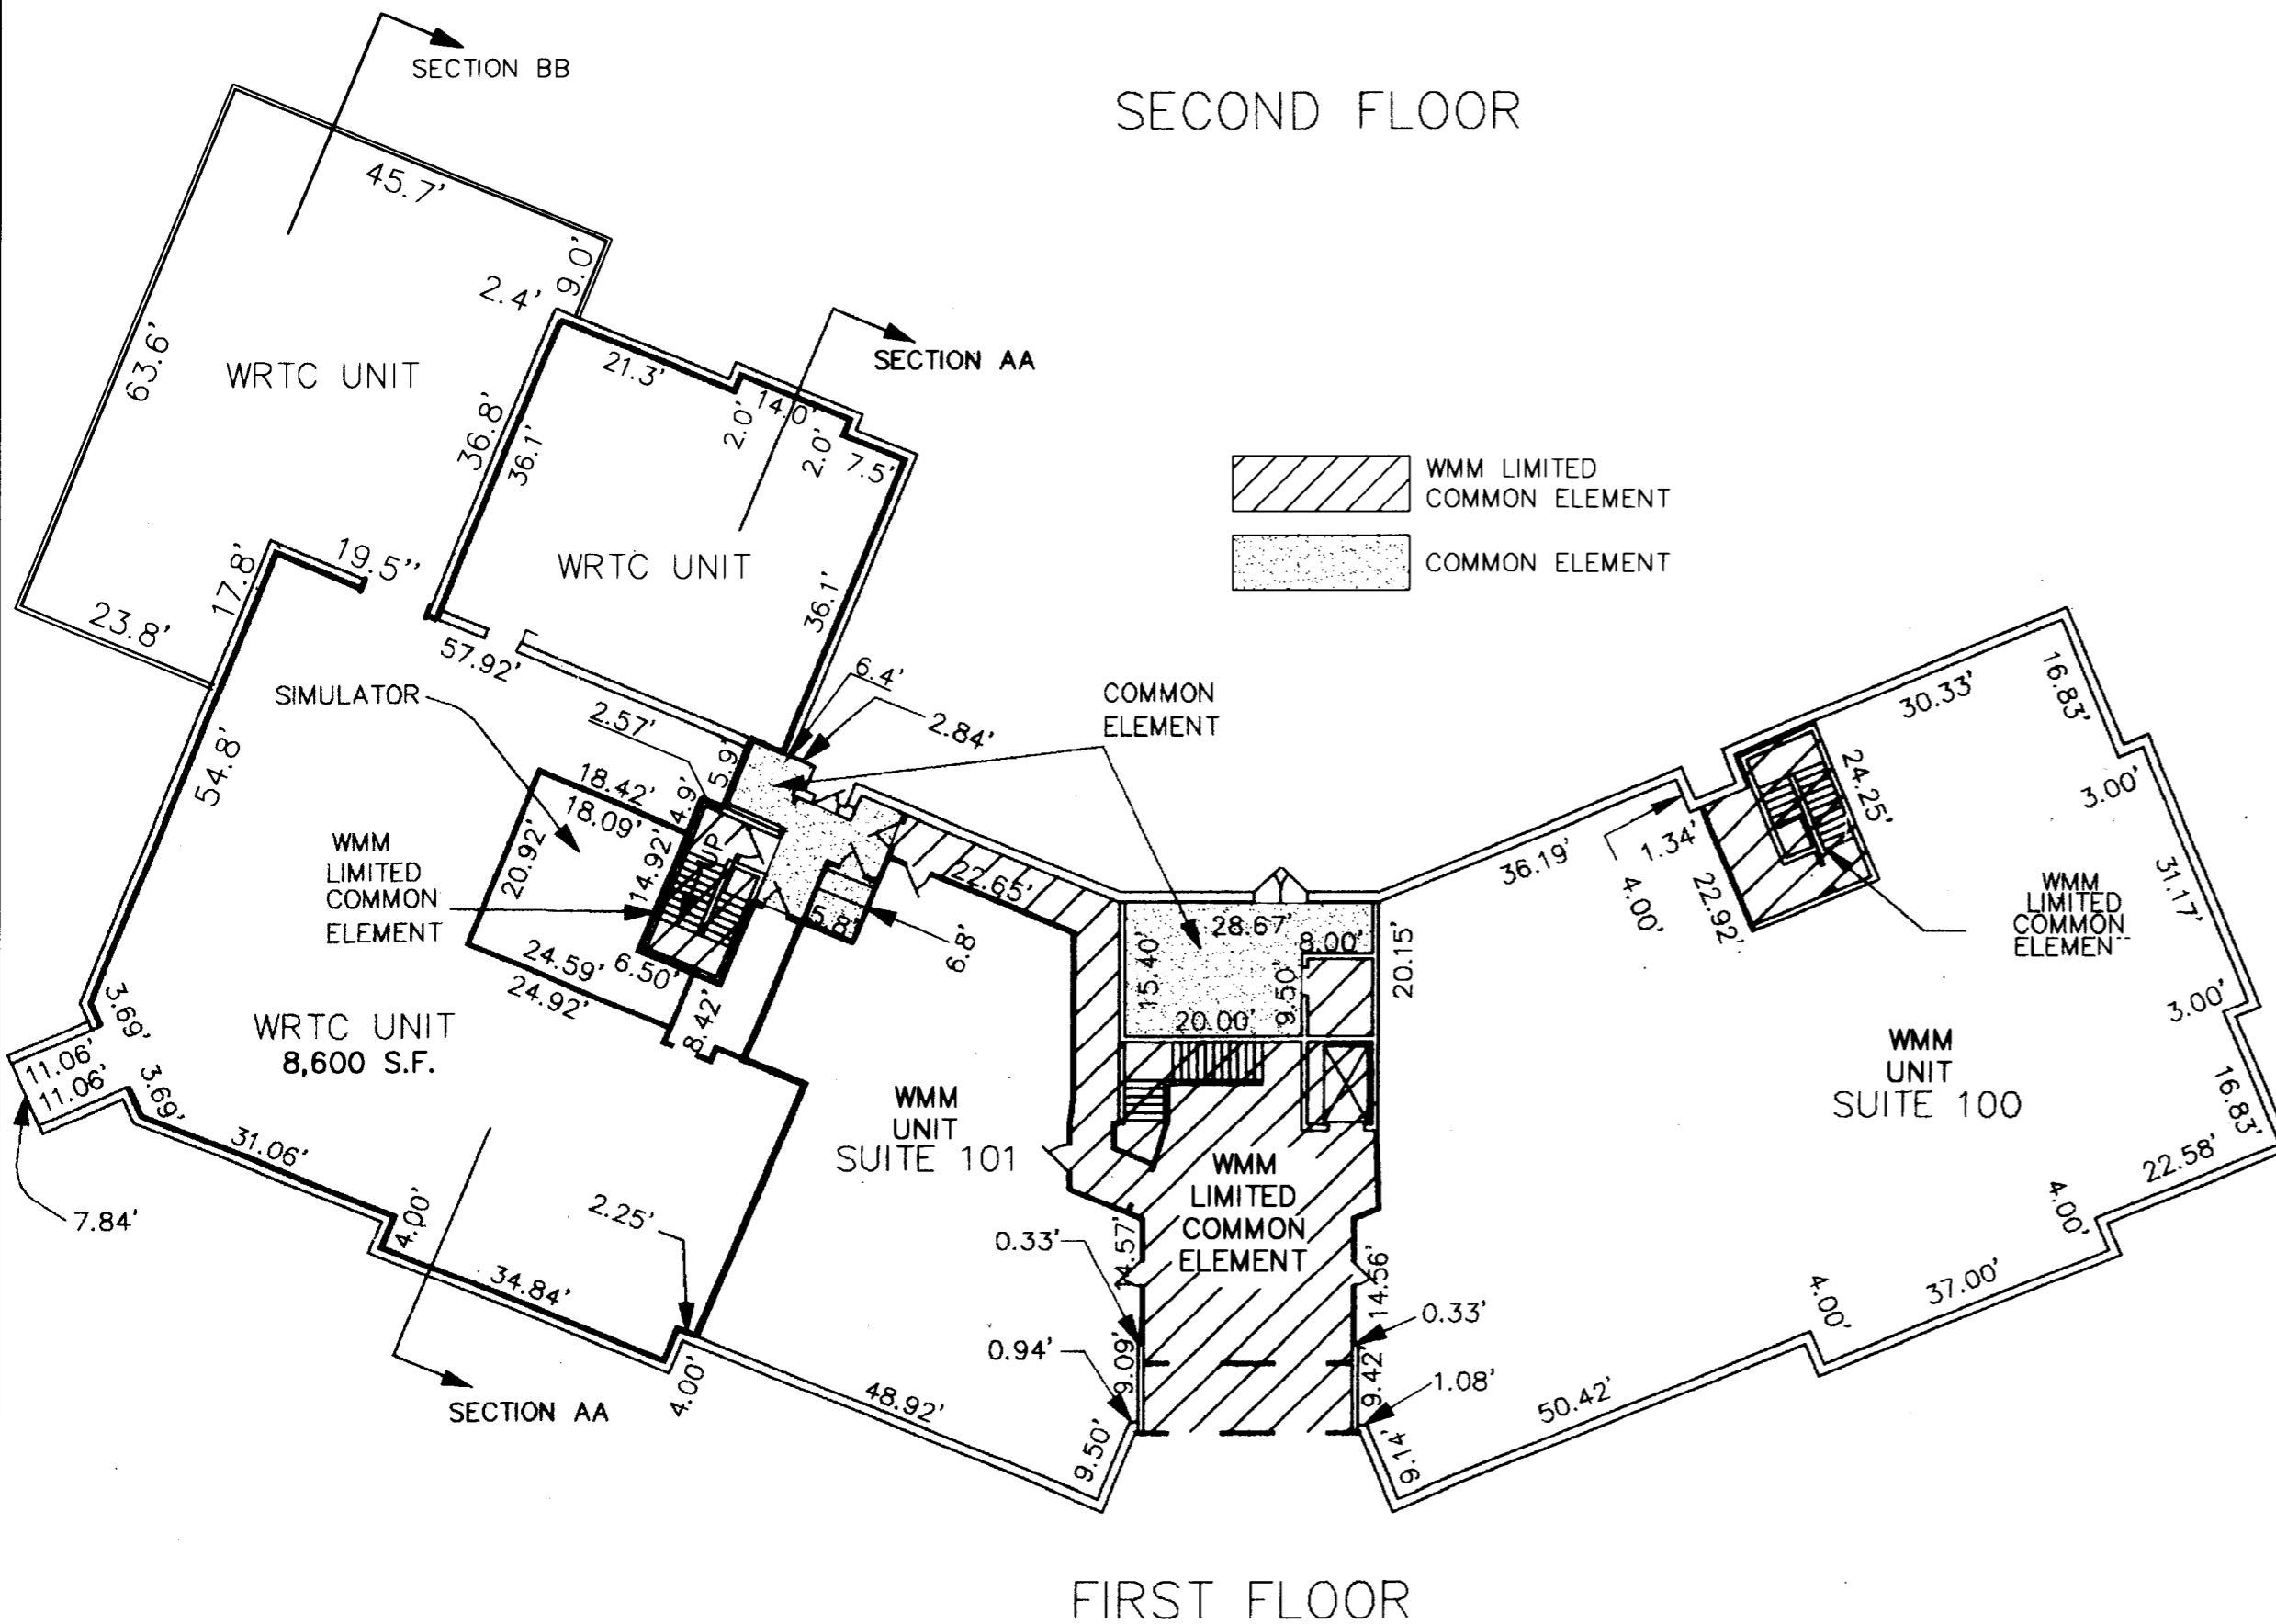 SECTION BB
SECOND FLOOR
45.7'
9.0'
2.4'
63.6'
WRTC UNIT
21.3'
SECTION AA
14.0'
2.0'
2.0'
7.5'
36.8'
36.1'
WMM LIMITED
COMMON ELEMENT
COMMON ELEMENT
WRTC UNIT
19.5''
17.8'
23.8'
57.92'
36.1'
6.4'
2.84'
SIMULATOR
2.57'
5.9'
4.9'
COMMON
ELEMENT
54.8'
18.42'
18.09'
20.92'
14.92'
UP
WMM
LIMITED
COMMON
ELEMENT
22.65'
5.8'
6.8'
24.59'
24.92'
6.50'
8.42'
28.67'
8.00'
15.40'
9.50'
20.00'
20.15'
30.33'
16.83'
3.00'
24.25'
36.19'
1.34'
4.00'
22.92'
31.17'
WMM
LIMITED
COMMON
ELEMEN
3.00'
16.83'
22.58'
4.00'
37.00'
4.00'
50.42'
WMM
UNIT
SUITE 100
3.69'
WRTC UNIT
8,600 S.F.
11.06'
11.06'
3.69'
7.84'
31.06'
4.00'
34.84'
2.25'
SECTION AA
4.00'
48.92'
WMM
UNIT
SUITE 101
WMM
LIMITED
COMMON
ELEMENT
14.57'
0.33'
9.09'
0.94'
9.50'
14.56'
0.33'
9.42'
1.08'
9.14'
FIRST FLOOR